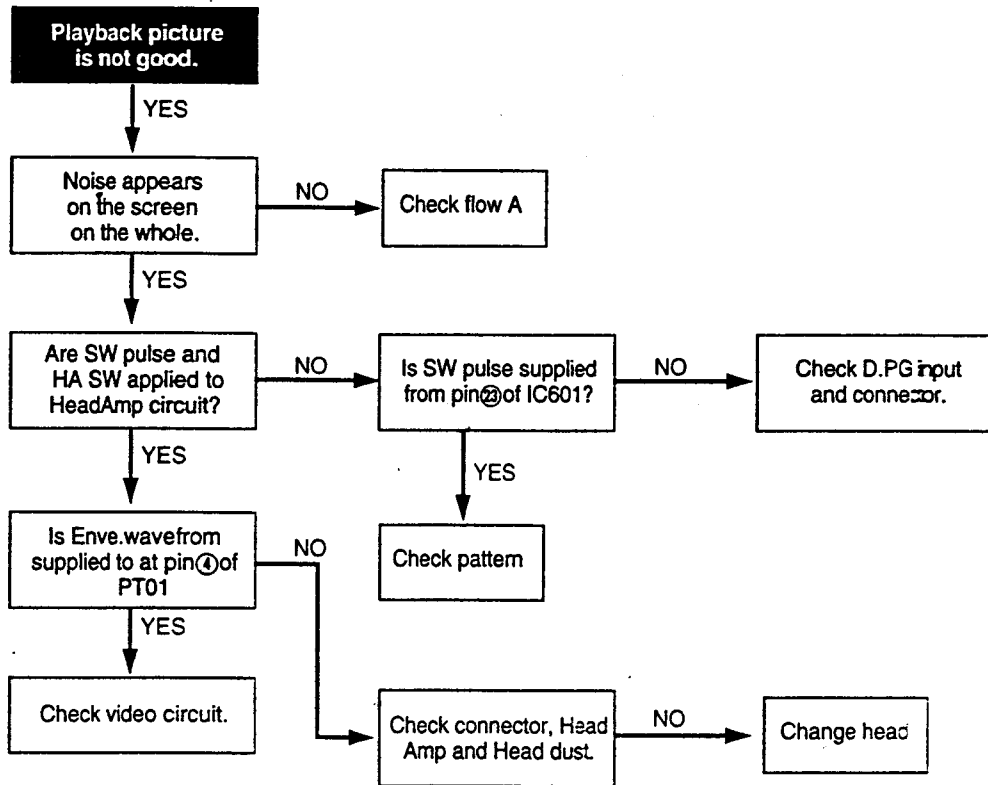 Playback picture
is not good.
YES
Noise appears
on the screen
on the whole.
NO
Check flow A
YES
Are SW pulse and
HA SW applied to
HeadAmp circuit?
NO
Is SW pulse supplied
from pin㉓of IC601?
NO
Check D.PG input
and connector.
YES
YES
Check pattern
Is Enve.wavefrom
supplied to at pin④of
PT01
NO
YES
Check video circuit.
Check connector, Head
Amp and Head dust.
NO
Change head